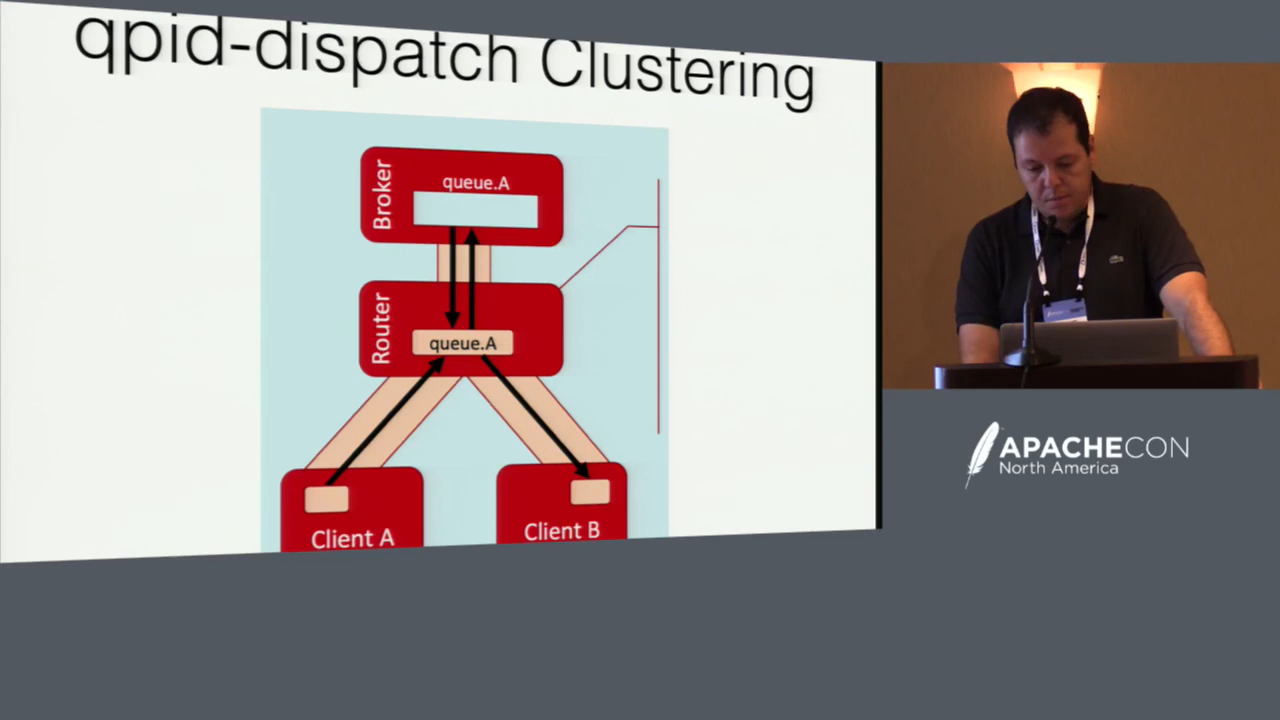 qpid-dispatch Clustering
Broker
queue.A
Router
queue.A
Client A
Client B
APACHECON
North America